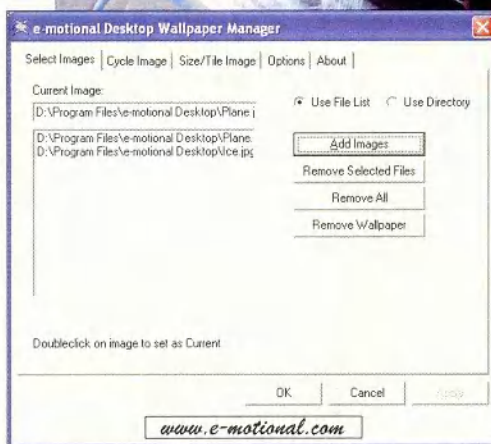 e-motional Desktop Wallpaper Manager
Select Images Cycle Image Size/Tile Image Options About
Current Image:
Use File List Use Directory
D:\Program Files\e-motional Desktop\Plane.j
D:\Program Files\e-motional Desktop\Plane.
D:\Program Files\e-motional Desktop\Ice.jpg
Add Images
Remove Selected Files
Remove All
Remove Wallpaper
Doubleclick on image to set as Current
OK Cancel Apply
www.e-motional.com